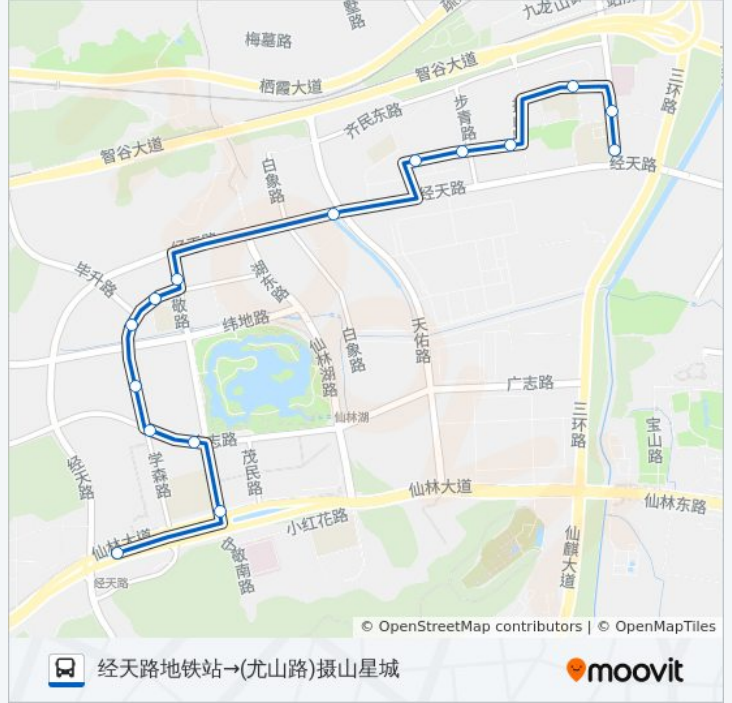 九龙山路
梅墓路
智谷大道
栖霞大道
三环路
步青路
齐民东路
智谷大道
白象路
经天路
经天路
毕升路
湖东路
敬路
纬地路
仙林湖路
白象路
天佑路
广志路
仙林湖
志路
三环路
宝山路
经天路
学森路
茂民路
仙林大道
仙林东路
仙林大道
小红花路
敬南路
仙麒大道
经天路
© OpenStreetMap contributors | © OpenMapTiles
经天路地铁站→(尤山路)摄山星城
moovit